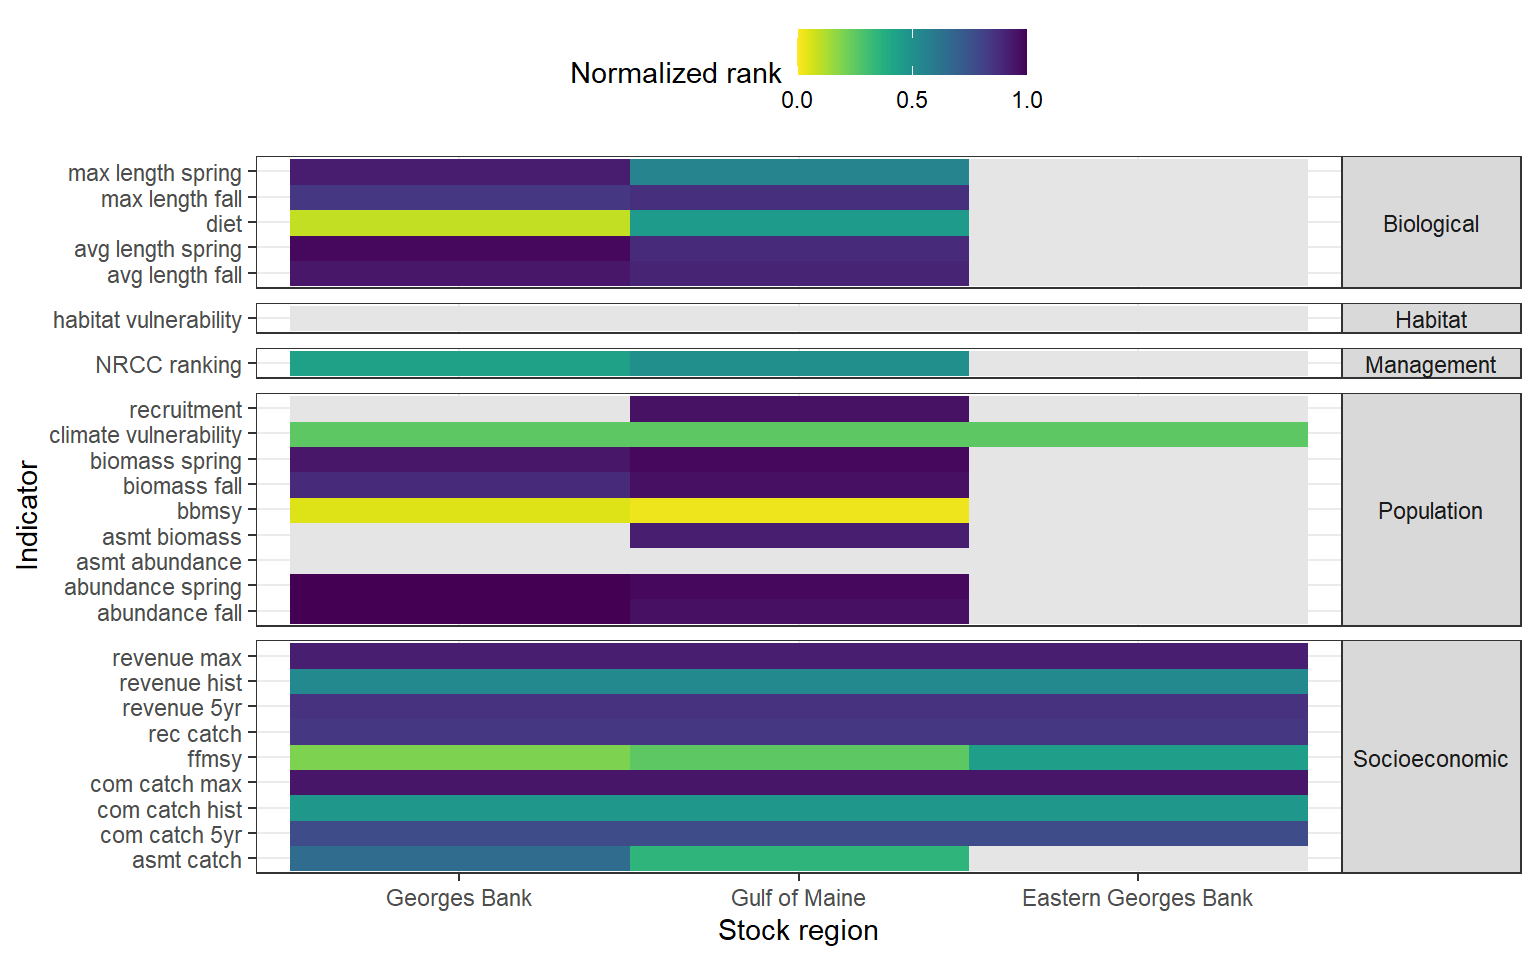 Normalized rank
0.0 0.5 1.0
max length spring
max length fall
diet
avg length spring
avg length fall
Biological
habitat vulnerability
Habitat
NRCC ranking
Management
recruitment
climate vulnerability
biomass spring
biomass fall
bbmsy
asmt biomass
asmt abundance
abundance spring
abundance fall
Population
revenue max
revenue hist
revenue 5yr
rec catch
ffmsy
com catch max
com catch hist
com catch 5yr
asmt catch
Socioeconomic
Indicator
Georges Bank Gulf of Maine Eastern Georges Bank
Stock region